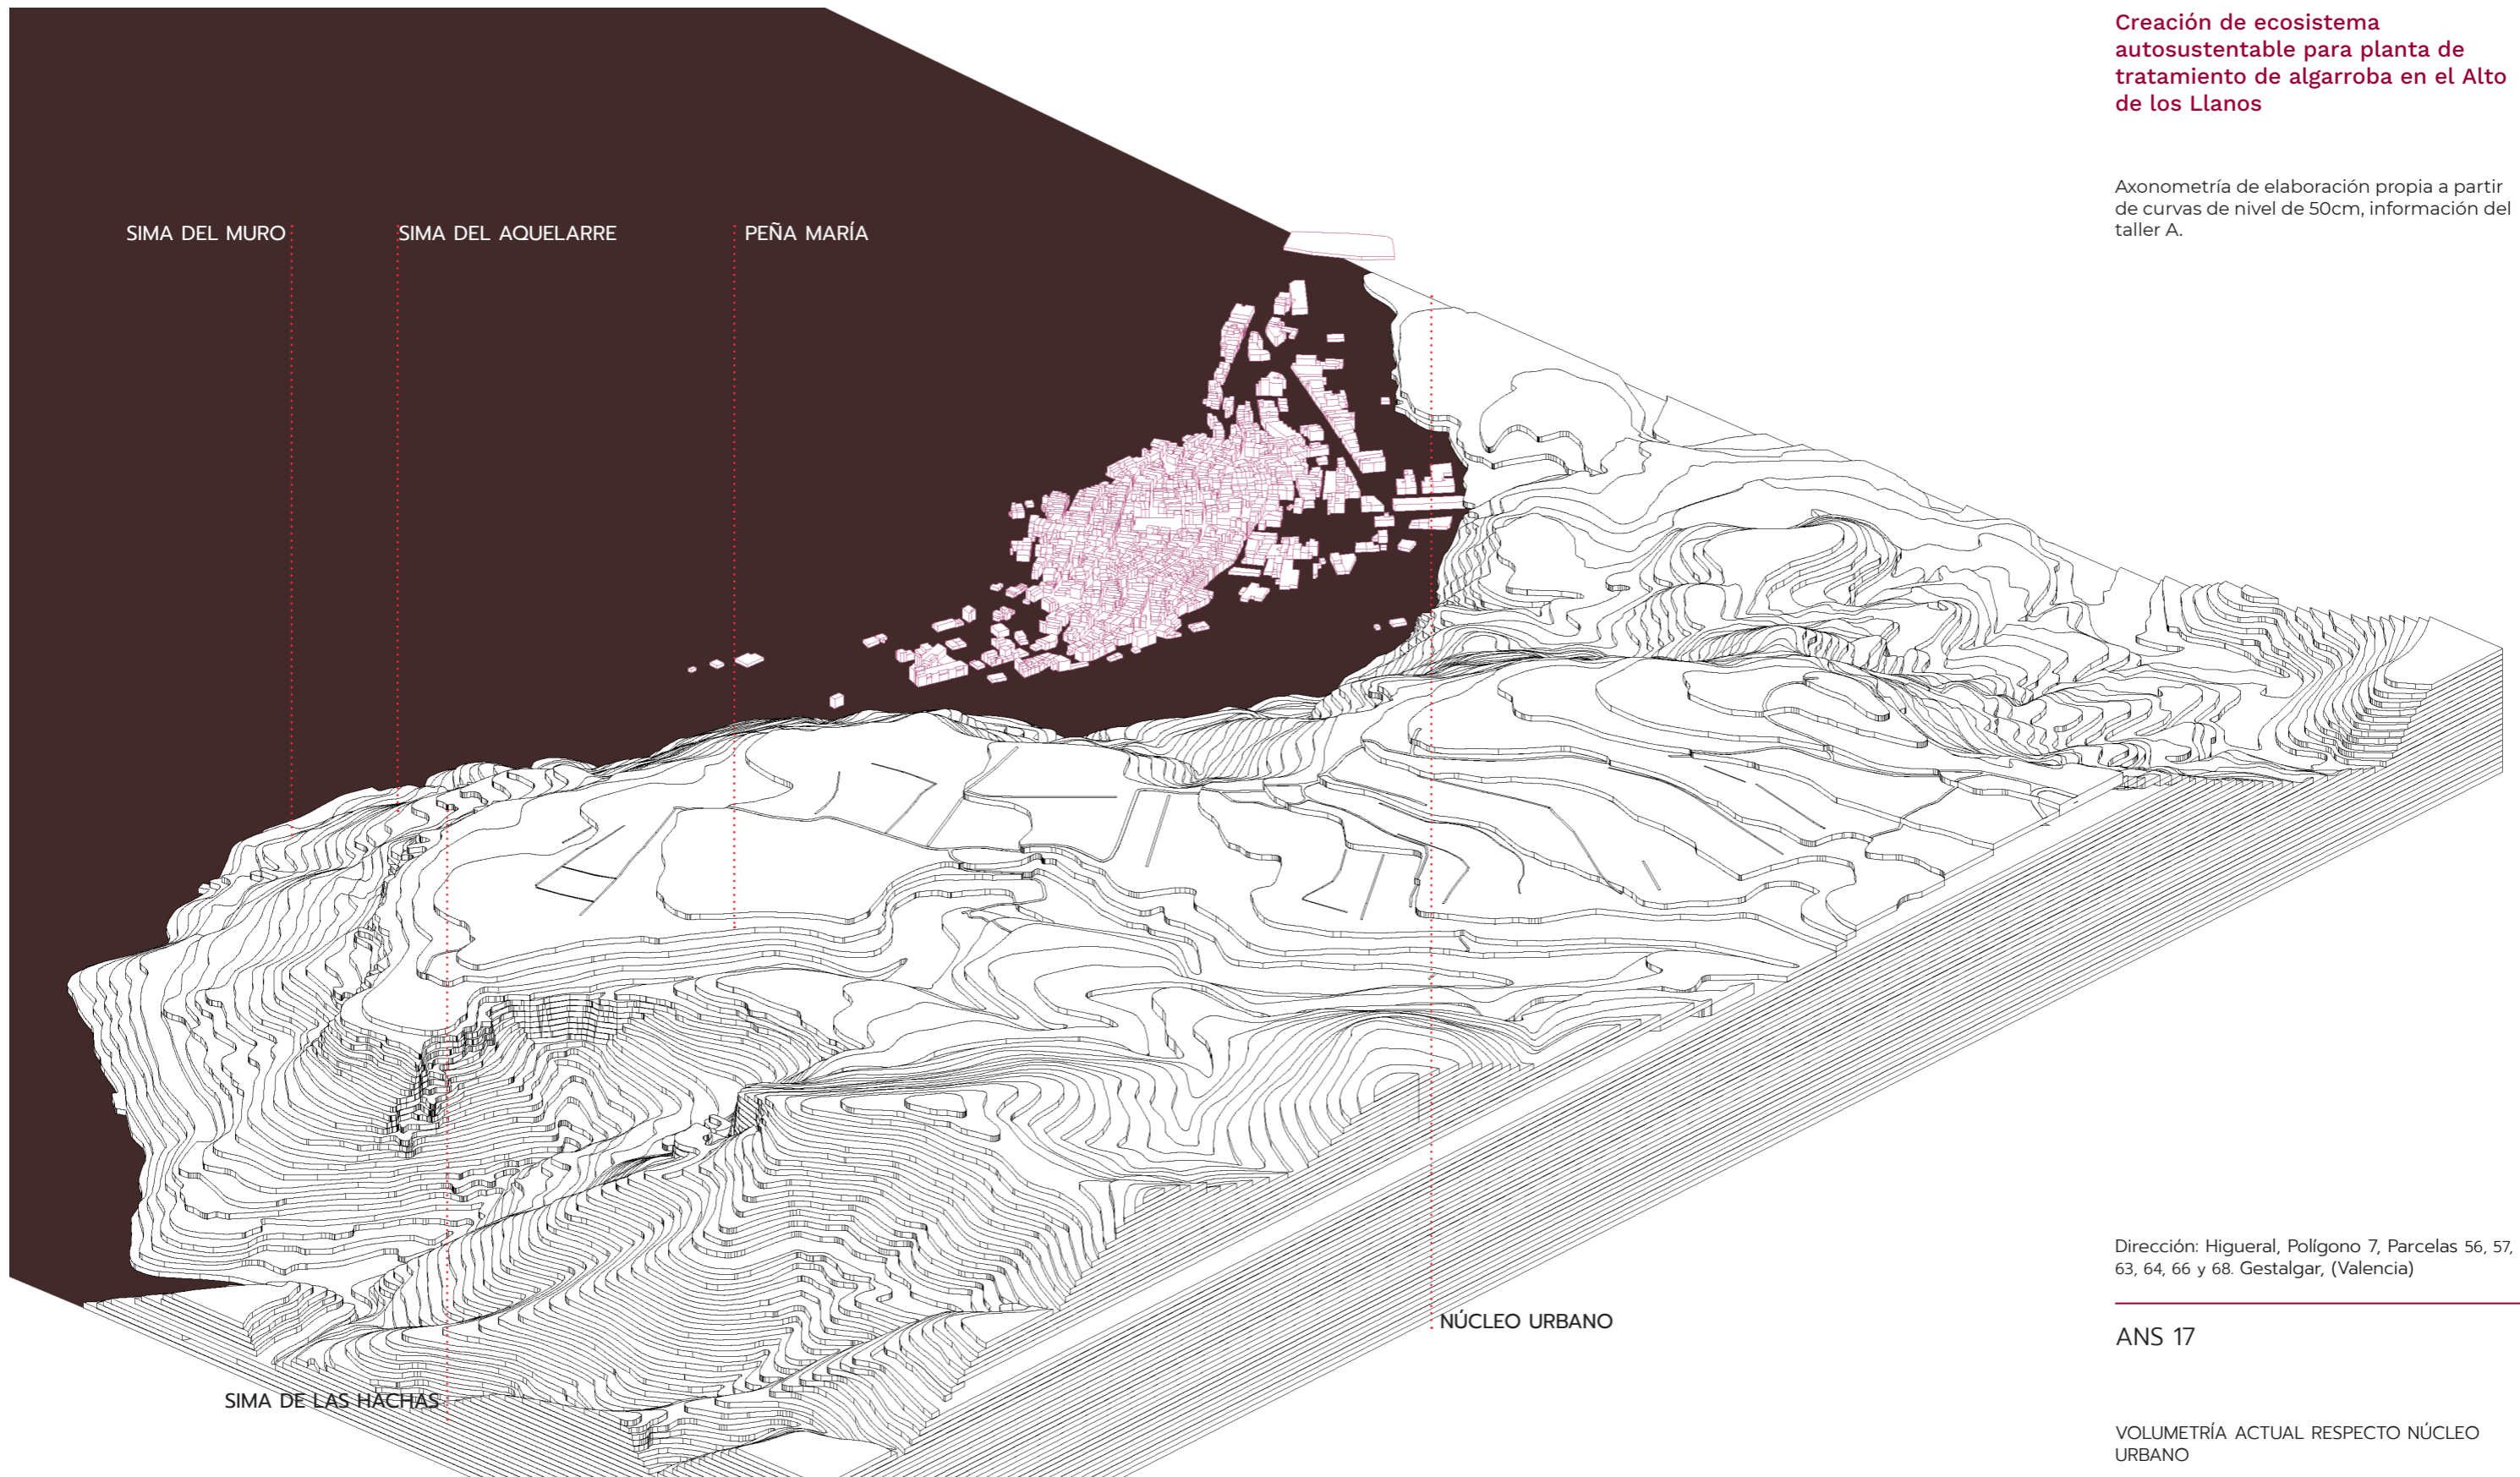 Creación de ecosistema
autosustentable para planta de
tratamiento de algarroba en el Alto
de los Llanos
Axonometría de elaboración propia a partir
de curvas de nivel de 50cm, información del
taller A.
SIMA DEL MURO
SIMA DEL AQUELARRE
PEÑA MARÍA
NÚCLEO URBANO
SIMA DE LAS HACHAS
Dirección: Higueral, Polígono 7, Parcelas 56, 57,
63, 64, 66 y 68. Gestalgar, (Valencia)
ANS 17
VOLUMETRÍA ACTUAL RESPECTO NÚCLEO
URBANO